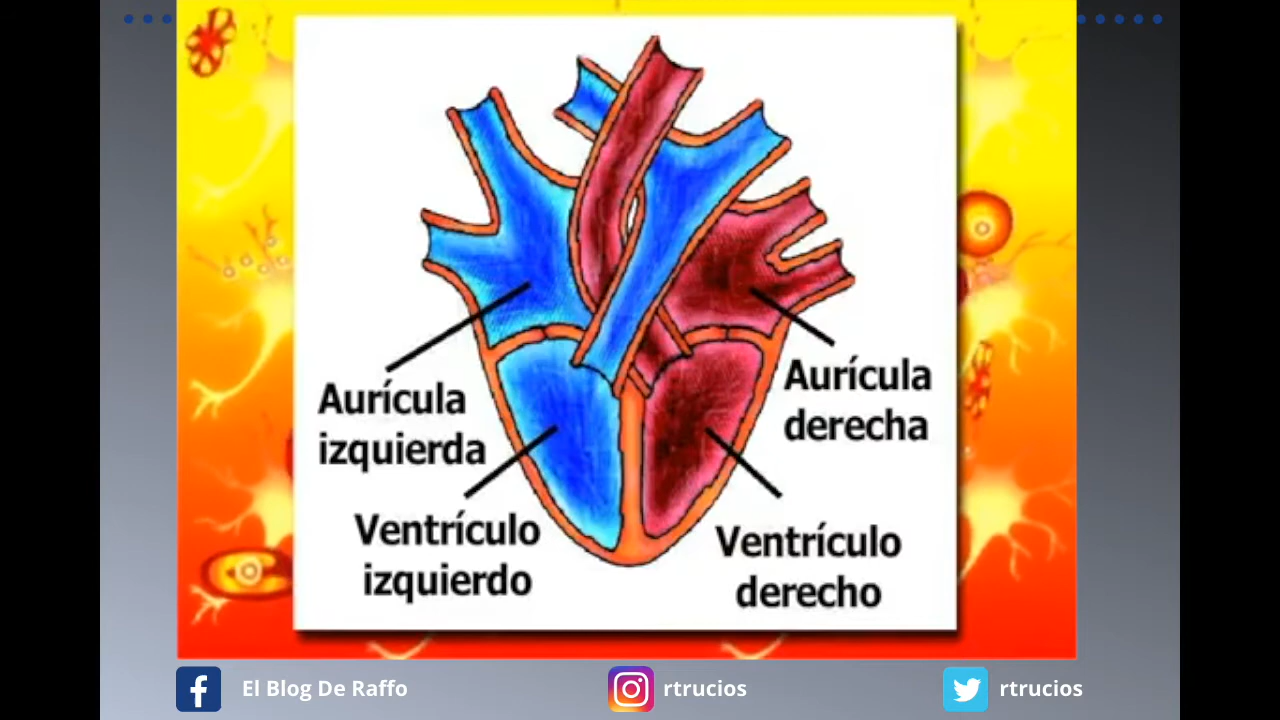 Aurícula
izquierda
Aurícula
derecha
Ventrículo
izquierdo
Ventrículo
derecho
El Blog De Raffo
rtrucios
rtrucios